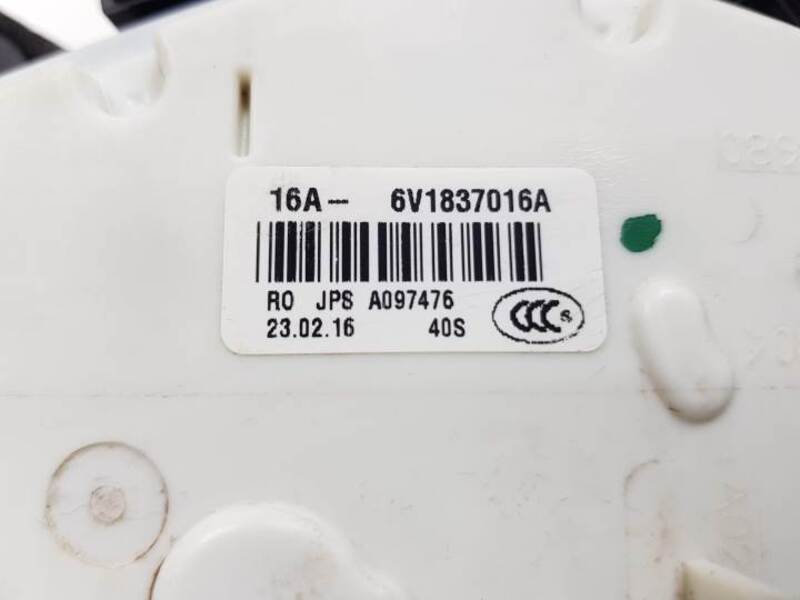 16A-- 6V1837016A
RO JPS A097476
23.02.16 40S
CCC S